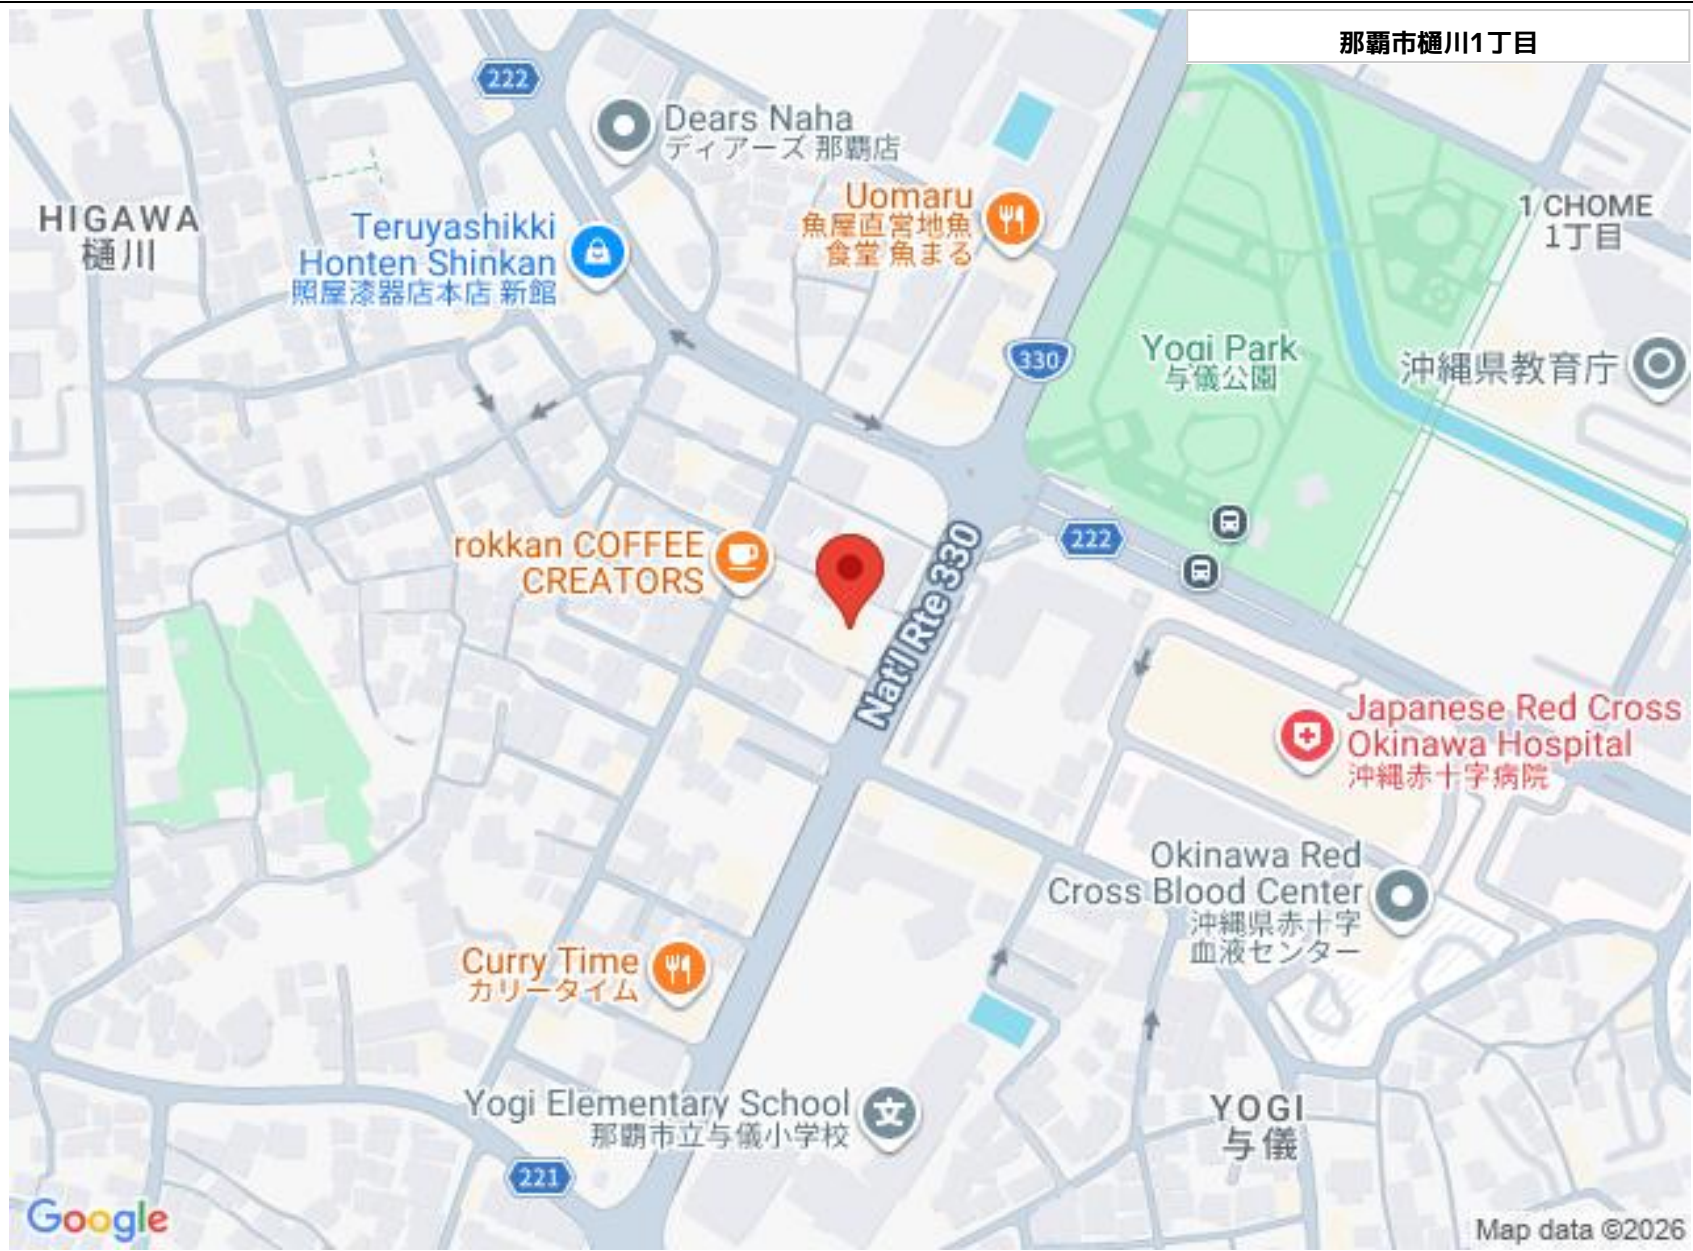 那覇市樋川1丁目
222
Dears Naha
ディアーズ 那覇店
Uomaru
魚屋直営地魚
食堂 魚まる
HIGAWA
樋川
Teruyashikki
Honten Shinkan
照屋漆器店本店 新館
1 CHOME
1丁目
330
Yogi Park
与儀公園
沖縄県教育庁
rokkan COFFEE
CREATORS
222
Nat'l Rte 330
Japanese Red Cross
Okinawa Hospital
沖縄赤十字病院
Okinawa Red
Cross Blood Center
沖縄県赤十字
血液センター
Curry Time
カリータイム
Yogi Elementary School
那覇市立与儀小学校
文
YOGI
与儀
221
Google
Map data ©2026